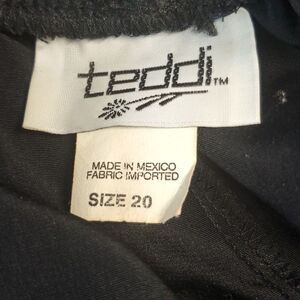 teddi™
MADE IN MEXICO
FABRIC IMPORTED
SIZE 20